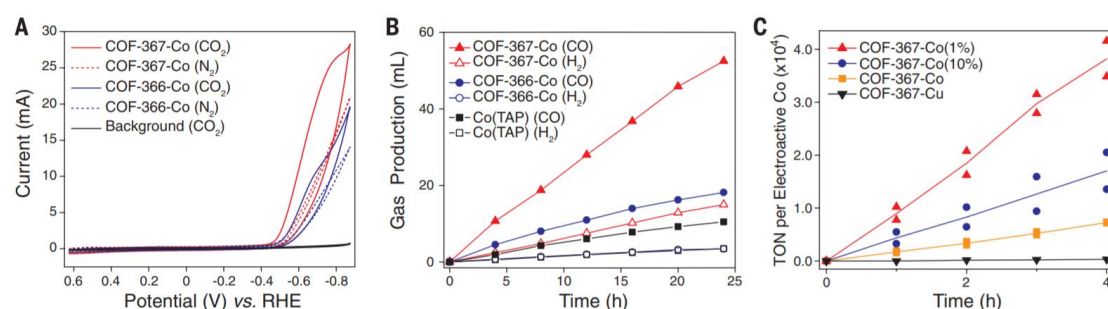 A
30
25
20
15
10
5
0
Current (mA)
COF-367-Co (CO₂)
COF-367-Co (N₂)
COF-366-Co (CO₂)
COF-366-Co (N₂)
Background (CO₂)
0.6 0.4 0.2 0 -0.2 -0.4 -0.6 -0.8
Potential (V) vs. RHE
B
60
40
20
0
Gas Production (mL)
COF-367-Co (CO)
COF-367-Co (H₂)
COF-366-Co (CO)
COF-366-Co (H₂)
Co(TAP) (CO)
Co(TAP) (H₂)
0 5 10 15 20 25
Time (h)
C
4.0
3.0
2.0
1.0
0.0
TON per Electroactive Co (x10⁴)
COF-367-Co(1%)
COF-367-Co(10%)
COF-367-Co
COF-367-Cu
0 2 4
Time (h)